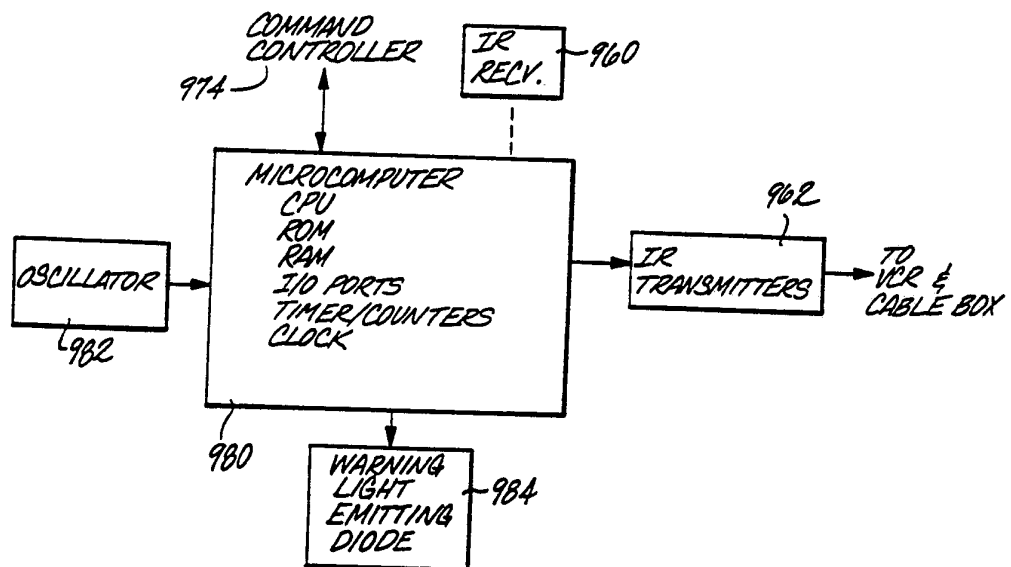 COMMAND
CONTROLLER
974
IR
RECV.
960
MICROCOMPUTER
CPU
ROM
RAM
I/O PORTS
TIMER/COUNTERS
CLOCK
980
OSCILLATOR
982
962
IR
TRANSMITTERS
TO
VCR &
CABLE BOX
WARNING
LIGHT
EMITTING
DIODE
984